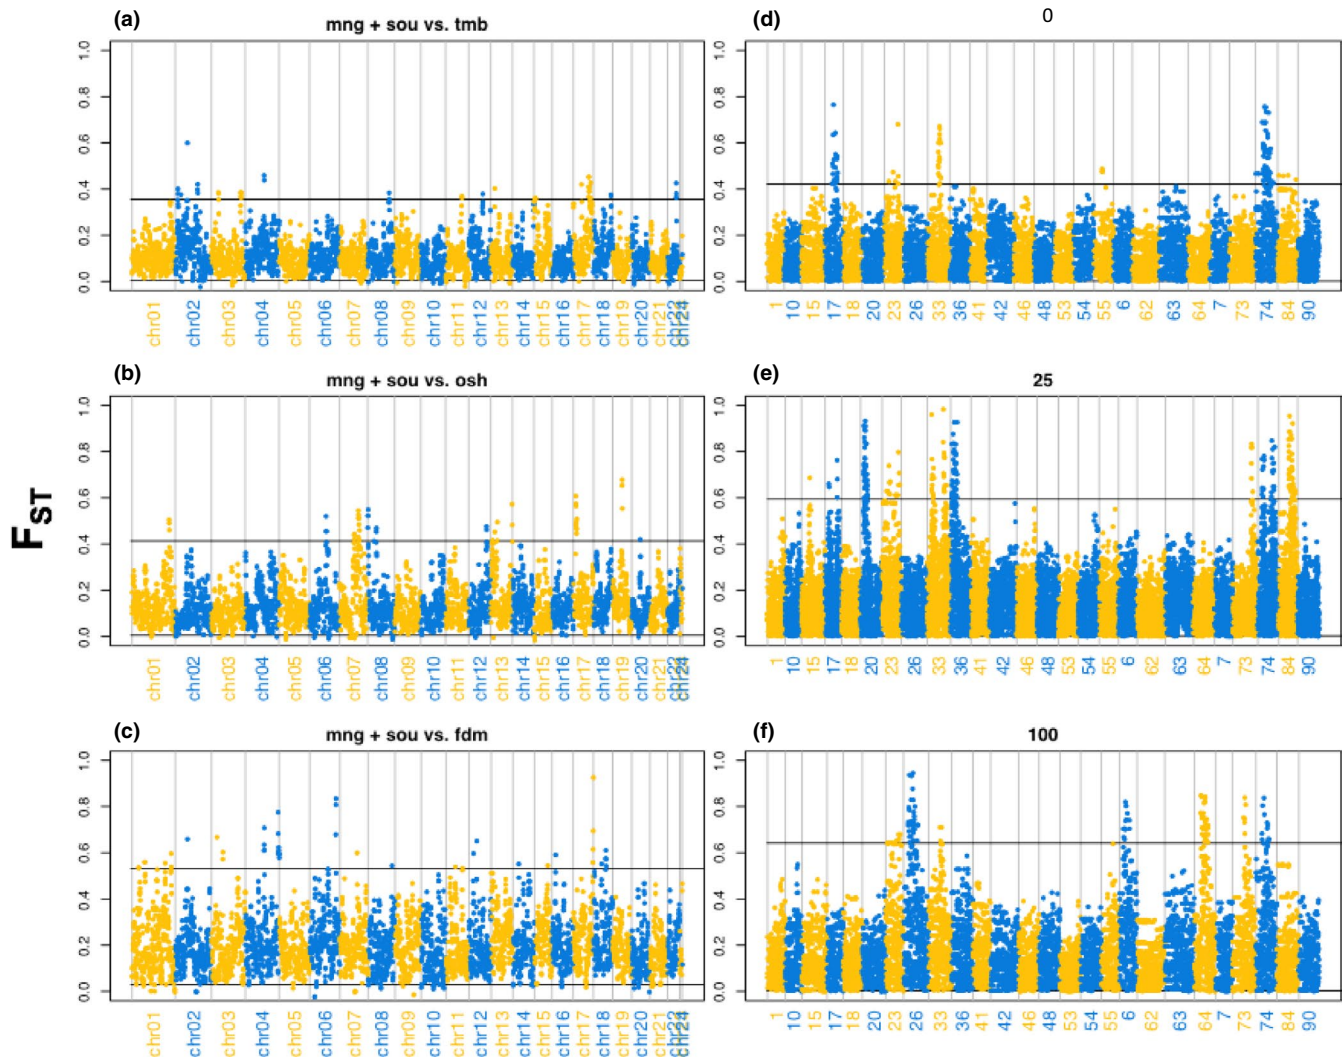 (a) mng + sou vs. tmb
0.0 0.2 0.4 0.6 0.8 1.0
chr01 chr02 chr03 chr04 chr05 chr06 chr07 chr08 chr09 chr10 chr11 chr12 chr13 chr14 chr15 chr16 chr17 chr18 chr19 chr20 chr21 chr22 chr24
(d) 0
0.0 0.2 0.4 0.6 0.8 1.0
1 10 15 17 18 20 23 26 33 36 41 42 46 48 53 54 55 6 62 63 64 7 73 74 84 90
FST
(b) mng + sou vs. osh
0.0 0.2 0.4 0.6 0.8 1.0
chr01 chr02 chr03 chr04 chr05 chr06 chr07 chr08 chr09 chr10 chr11 chr12 chr13 chr14 chr15 chr16 chr17 chr18 chr19 chr20 chr21 chr22 chr24
(e) 25
0.0 0.2 0.4 0.6 0.8 1.0
1 10 15 17 18 20 23 26 33 36 41 42 46 48 53 54 55 6 62 63 64 7 73 74 84 90
(c) mng + sou vs. fdm
0.0 0.2 0.4 0.6 0.8 1.0
chr01 chr02 chr03 chr04 chr05 chr06 chr07 chr08 chr09 chr10 chr11 chr12 chr13 chr14 chr15 chr16 chr17 chr18 chr19 chr20 chr21 chr22 chr24
(f) 100
0.0 0.2 0.4 0.6 0.8 1.0
1 10 15 17 18 20 23 26 33 36 41 42 46 48 53 54 55 6 62 63 64 7 73 74 84 90